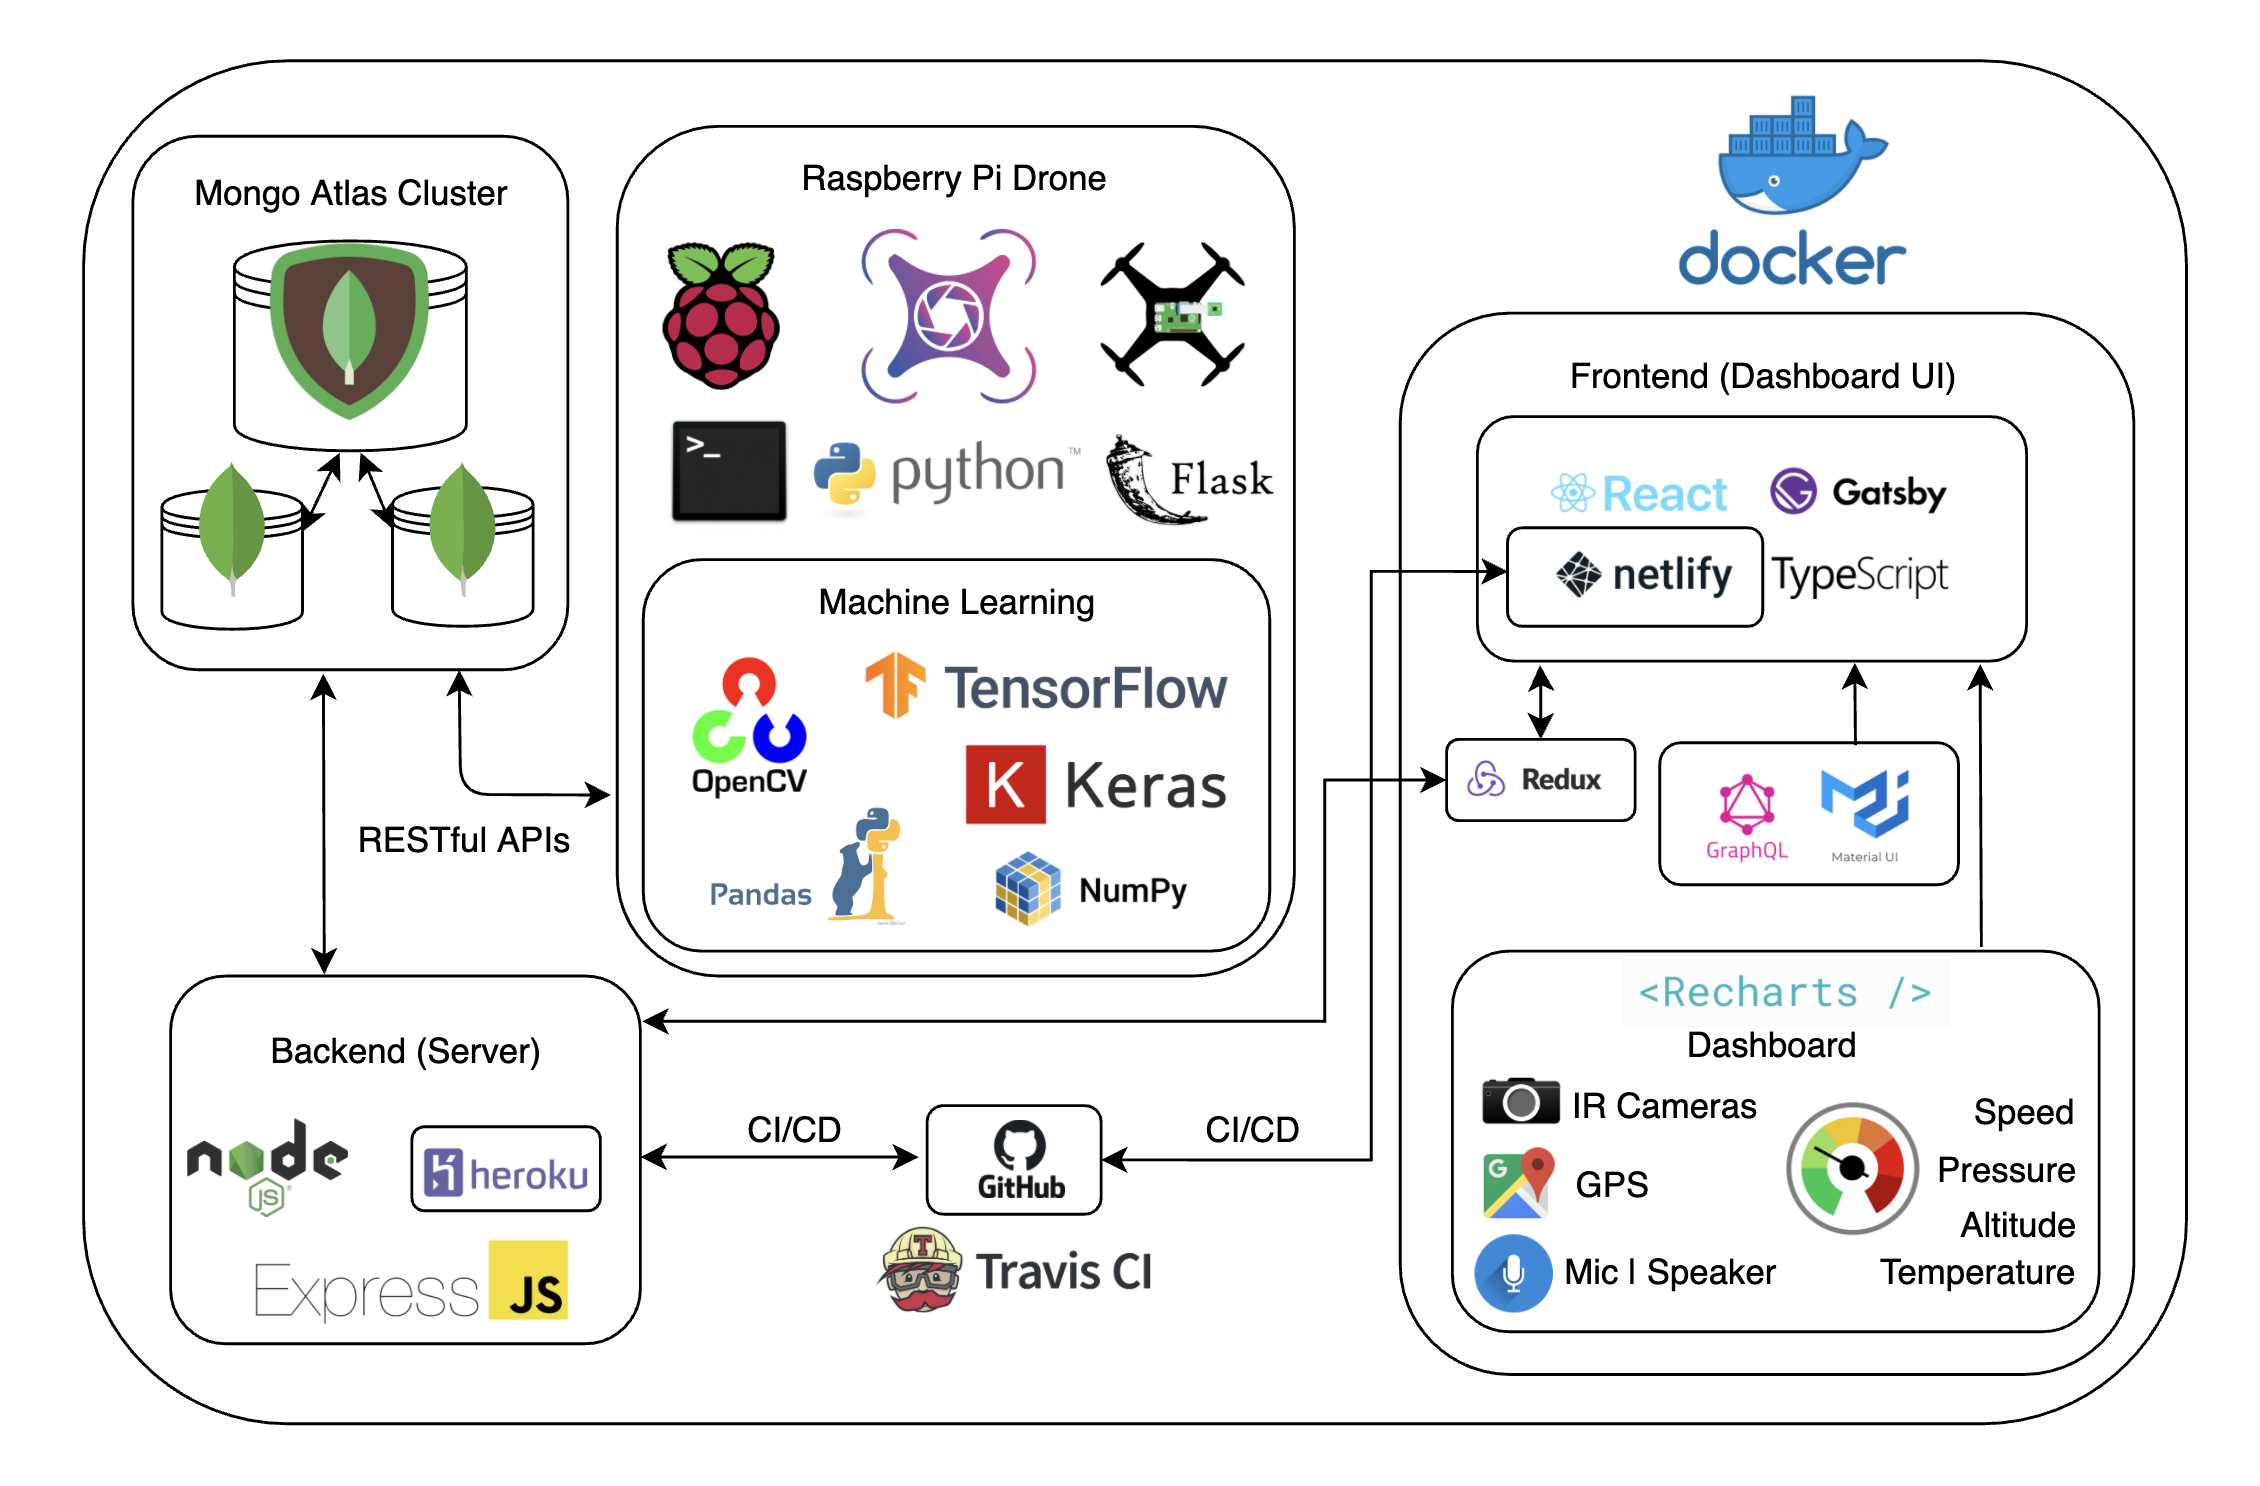 docker
Mongo Atlas Cluster
Raspberry Pi Drone
>_
python™
Flask
Machine Learning
OpenCV
TensorFlow
K Keras
Pandas
NumPy
RESTful APIs
Frontend (Dashboard UI)
React
Gatsby
netlify
TypeScript
Redux
GraphQL
Material UI
<Recharts />
Dashboard
IR Cameras
G
GPS
Mic | Speaker
Speed
Pressure
Altitude
Temperature
Backend (Server)
node
JS®
heroku
Express
JS
CI/CD
GitHub
CI/CD
T
Travis CI